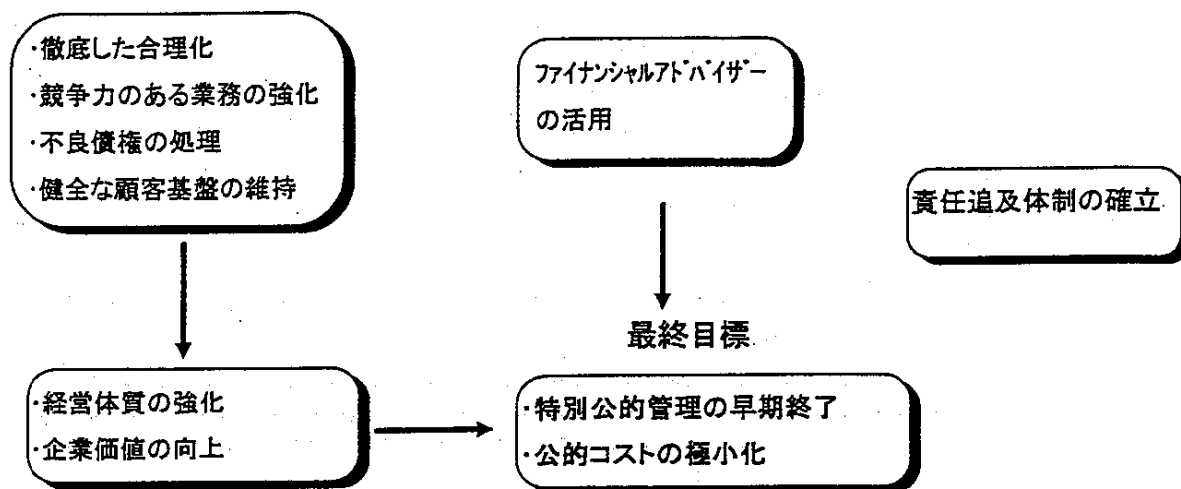 ・徹底した合理化
・競争力のある業務の強化
・不良債権の処理
・健全な顧客基盤の維持
ファイナンシャルアドバイザー
の活用
責任追及体制の確立
最終目標
・経営体質の強化
・企業価値の向上
・特別公的管理の早期終了
・公的コストの極小化